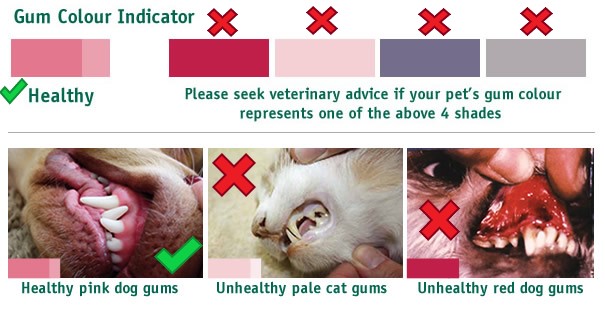 Gum Colour Indicator
Healthy
Please seek veterinary advice if your pet's gum colour
represents one of the above 4 shades
Healthy pink dog gums
Unhealthy pale cat gums
Unhealthy red dog gums